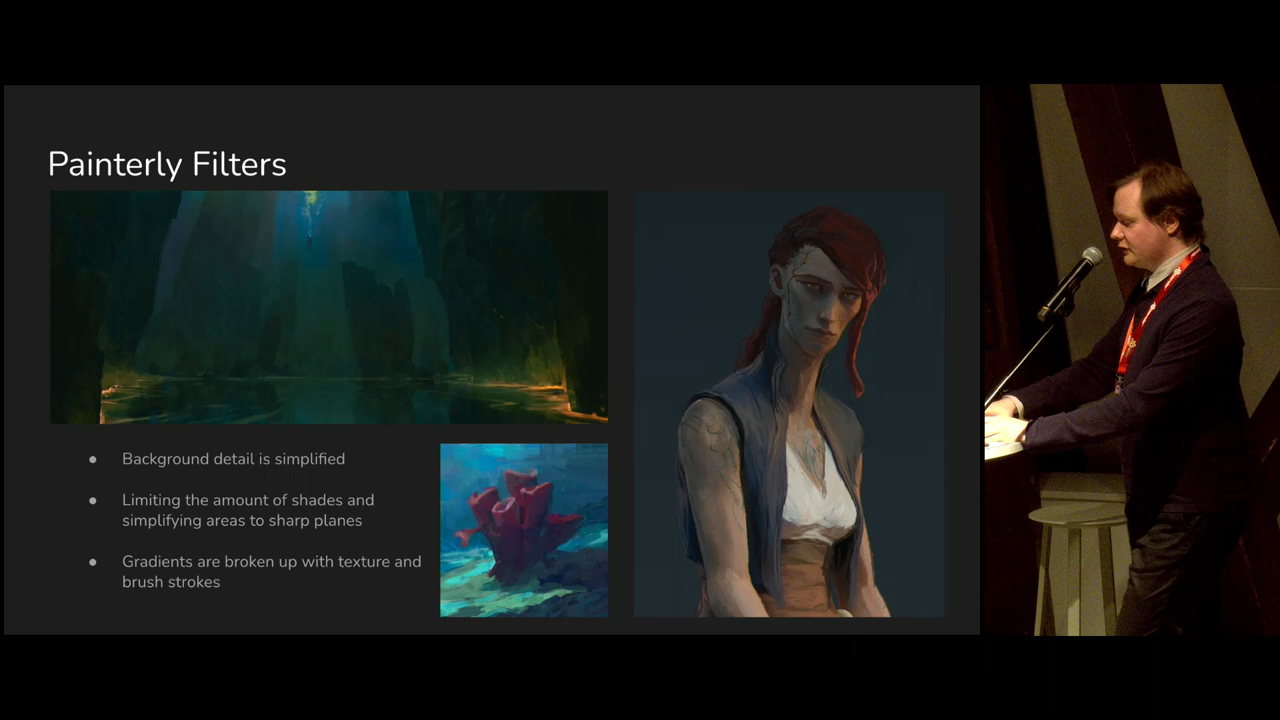 Painterly Filters
● Background detail is simplified
● Limiting the amount of shades and
simplifying areas to sharp planes
● Gradients are broken up with texture and
brush strokes